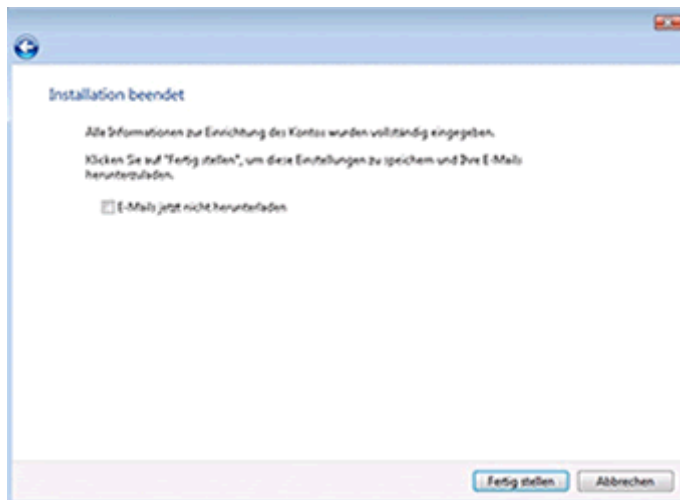 Installation beendet
Alle Informationen zur Einrichtung des Kontos wurden vollständig eingegeben.
Klicken Sie auf "Fertig stellen", um diese Einstellungen zu speichern und Ihre E-Mails
herunterzuladen.
E-Mails jetzt nicht herunterladen
Fertig stellen
Abbrechen